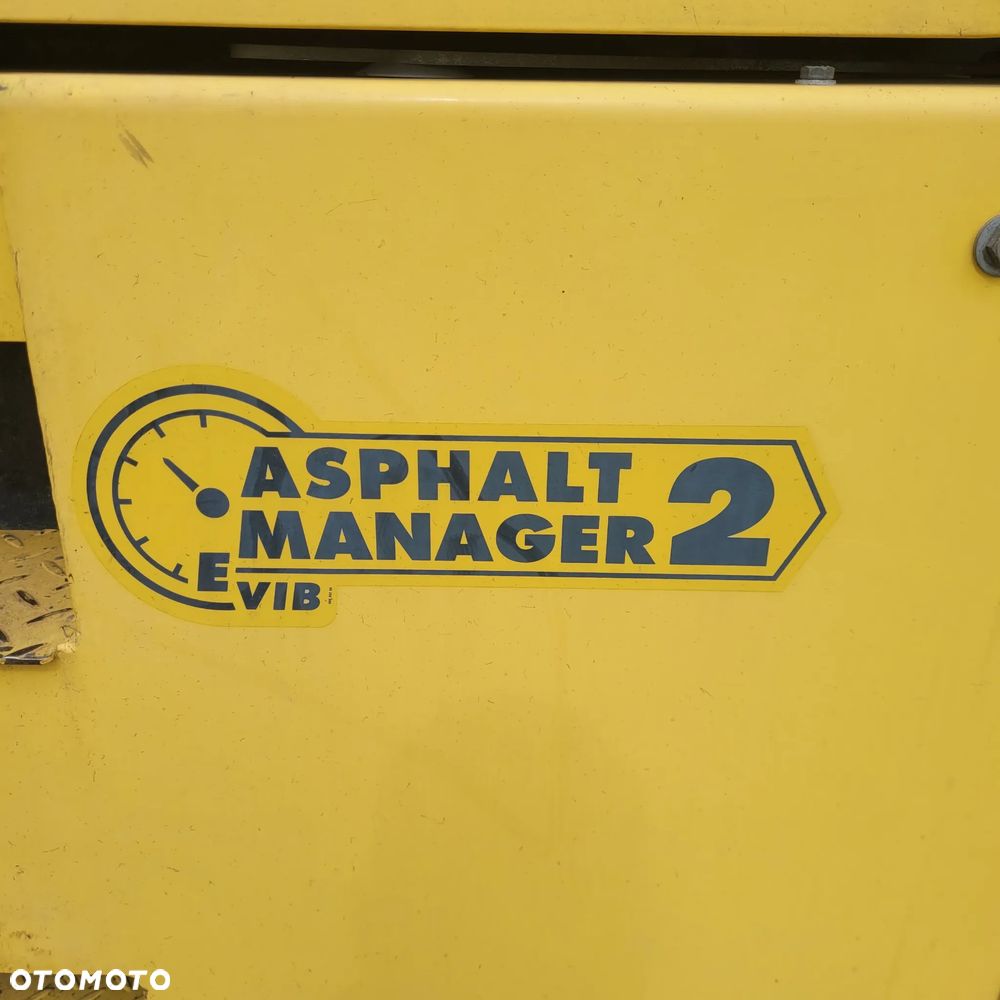 ASPHALT
MANAGER 2
E VIB
OTOMOTO